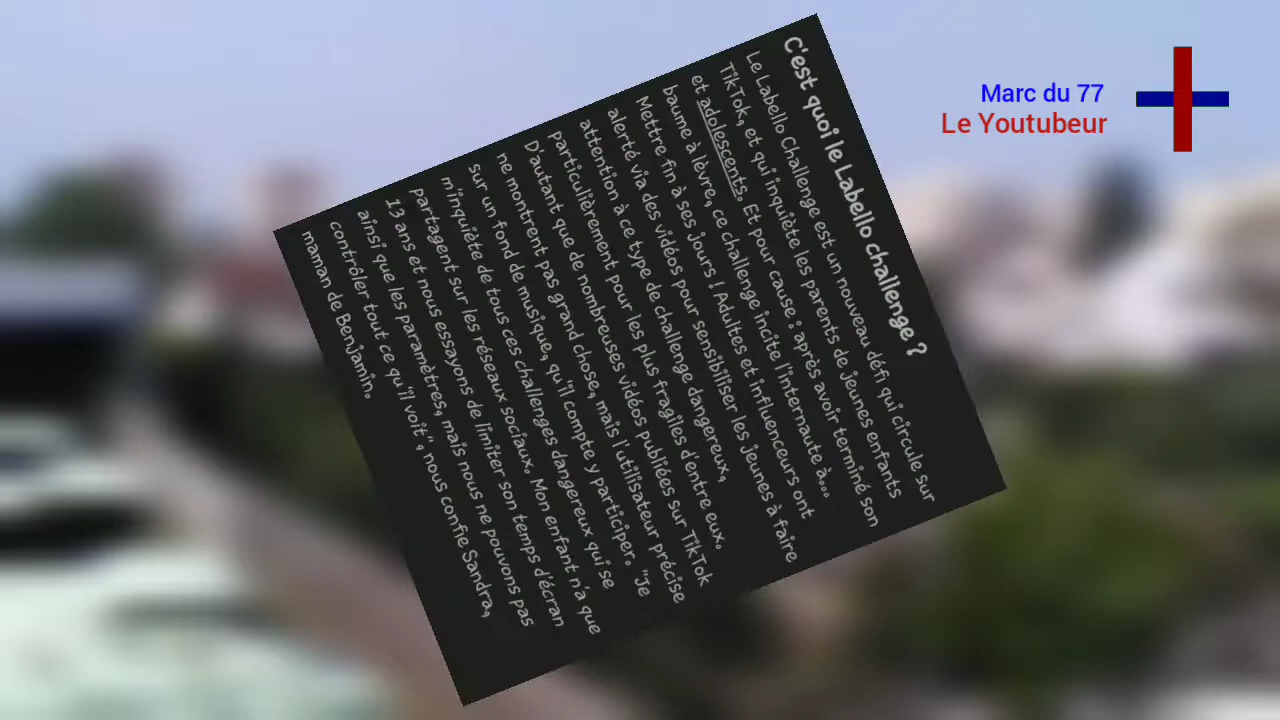 C'est quoi le Labello challenge ?
Le Labello Challenge est un nouveau défi qui circule sur
TikTok, et qui inquiète les parents de jeunes enfants
et adolescents. Et pour cause : après avoir terminé son
baume à lèvre, ce challenge incite l'internaute à...
Mettre fin à ses jours ! Adultes et influenceurs ont
alerté via des vidéos pour sensibiliser les jeunes à faire
attention à ce type de challenge dangereux,
particulièrement pour les plus fragiles d'entre eux.
D'autant que de nombreuses vidéos publiées sur TikTok
ne montrent pas grand chose, mais l'utilisateur précise
sur un fond de musique, qu'il compte y participer. "Je
m'inquiète de tous ces challenges dangereux qui se
partagent sur les réseaux sociaux. Mon enfant n'a que
13 ans et nous essayons de limiter son temps d'écran
ainsi que les paramètres, mais nous ne pouvons pas
contrôler tout ce qu'il voit", nous confie Sandra,
maman de Benjamin.
Marc du 77
Le Youtubeur